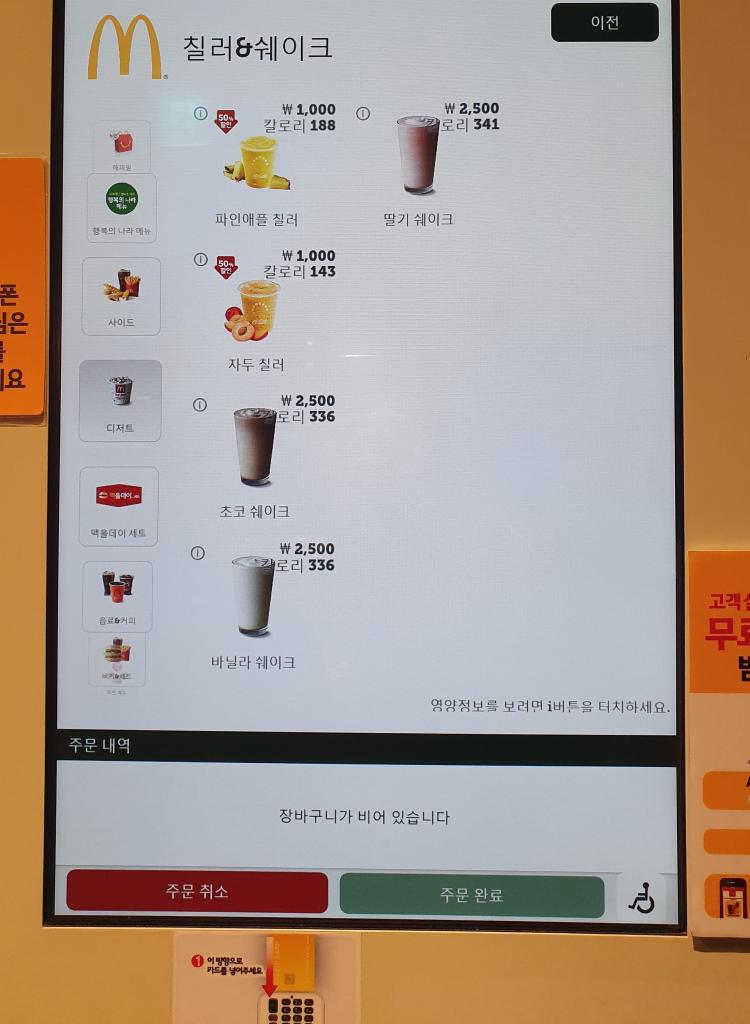 이전
칠러&쉐이크
₩ 1,000
50%
할인
칼로리 188
파인애플 칠러
₩ 2,500
로리 341
딸기 쉐이크
₩ 1,000
50%
할인
칼로리 143
자두 칠러
₩ 2,500
로리 336
초코 쉐이크
₩ 2,500
칼로리 336
바닐라 쉐이크
해피밀
행복의 나라
메뉴
행복의 나라 메뉴
사이드
디저트
맥올데이 세트
음료&커피
버거&세트
영양정보를 보려면 i버튼을 터치하세요.
주문 내역
장바구니가 비어 있습니다
주문 취소
주문 완료
1 이 방향으로
카드를 넣어주세요
폰
은
를
요
고객
무료